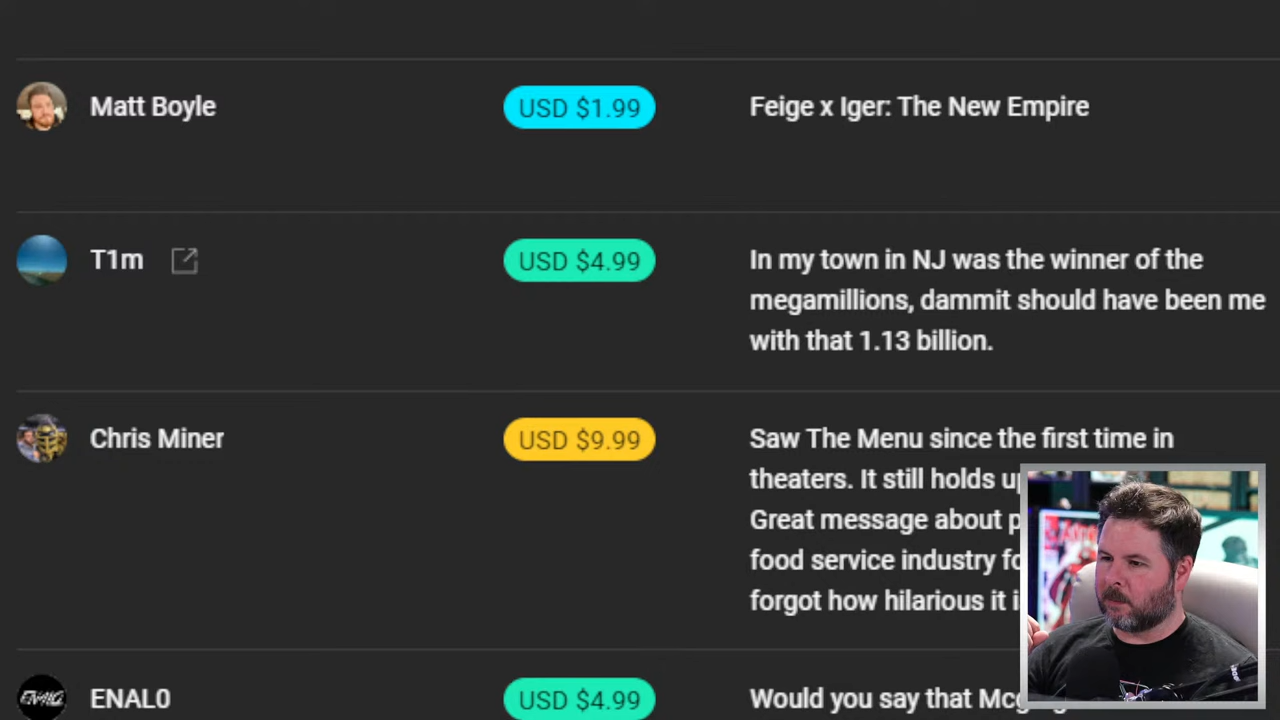 Matt Boyle
USD $1.99
Feige x Iger: The New Empire
T1m
USD $4.99
In my town in NJ was the winner of the
megamillions, dammit should have been me
with that 1.13 billion.
Chris Miner
USD $9.99
Saw The Menu since the first time in
theaters. It still holds
Great message about
food service industry
forgot how hilarious it
ENALO
ENAL0
USD $4.99
Would you say that